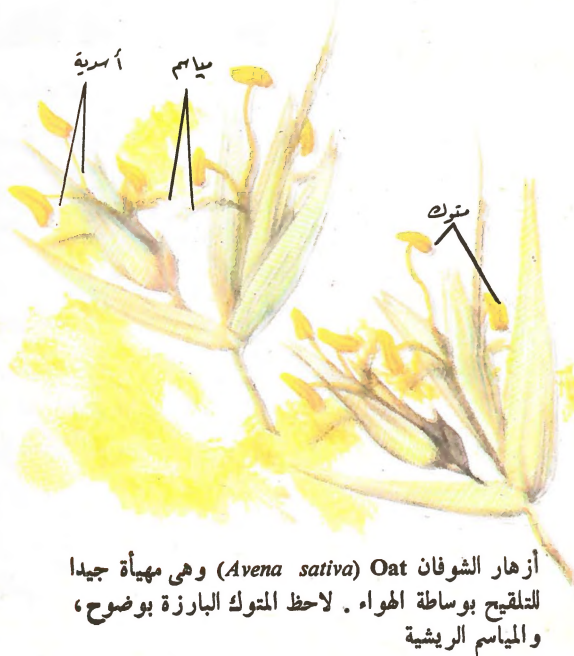 أسدية
مياسم
متوك
أزهار الشوفان Oat (Avena sativa) وهى مهيأة جيدا
للتلقيح بوساطة الهواء . لاحظ المتوك البارزة بوضوح،
والمياسم الريشية